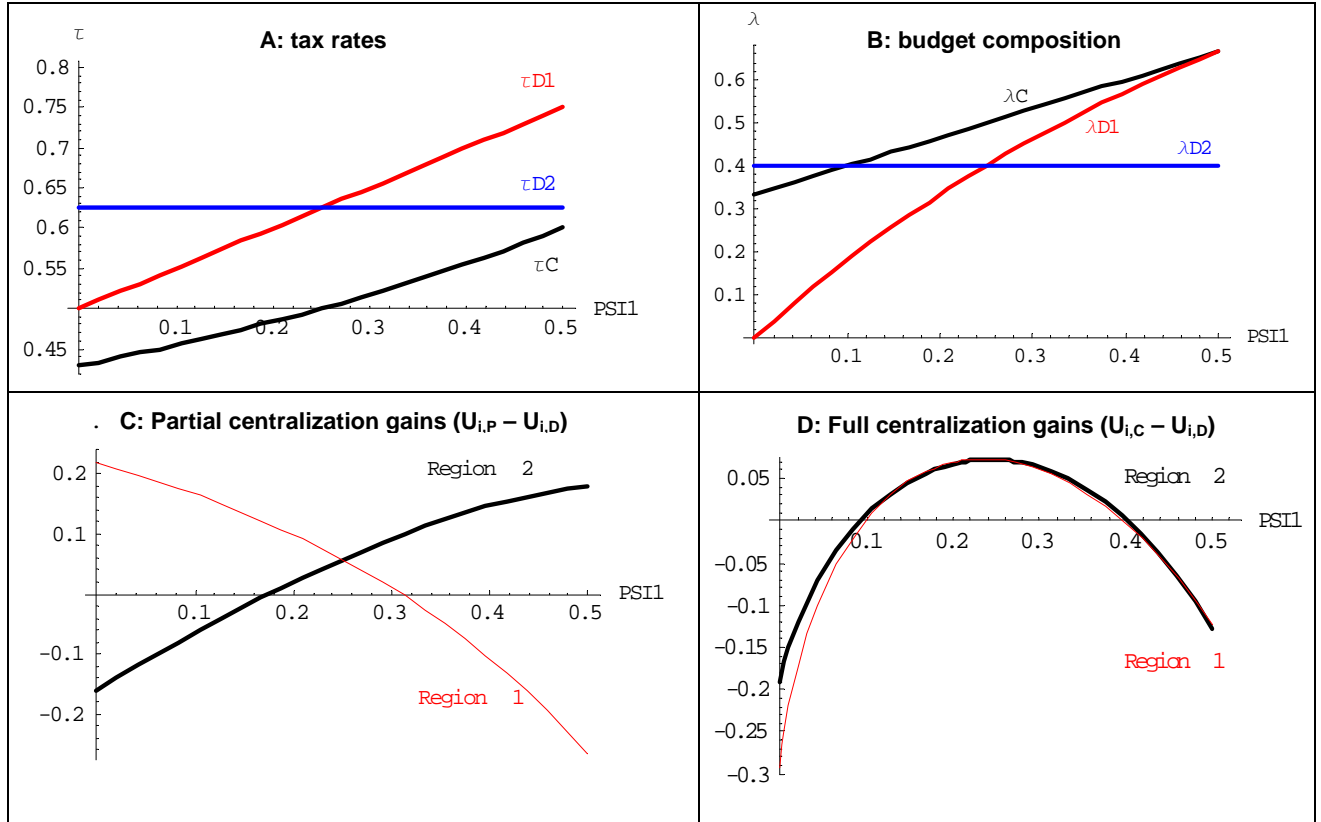 A: tax rates
τ
0.8
0.75
0.7
0.65
0.6
0.55
0.45
τD1
τD2
τC
0.1
0.2
0.3
0.4
0.5
PSI1
B: budget composition
λ
0.6
0.5
0.4
0.3
0.2
0.1
λC
λD1
λD2
0.1
0.2
0.3
0.4
0.5
PSI1
C: Partial centralization gains (Ui,P – Ui,D)
0.2
0.1
-0.1
-0.2
Region 2
Region 1
0.1
0.2
0.3
0.4
0.5
PSI1
D: Full centralization gains (Ui,C – Ui,D)
0.05
-0.05
-0.1
-0.15
-0.2
-0.25
-0.3
Region 2
Region 1
0.1
0.2
0.3
0.4
0.5
PSI1